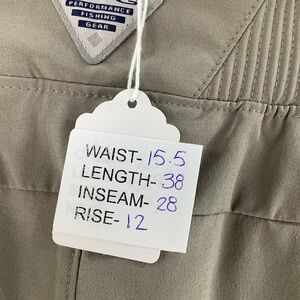 PERFORMANCE
FISHING
GEAR
WAIST- 15.5
LENGTH- 38
INSEAM- 28
RISE- 12